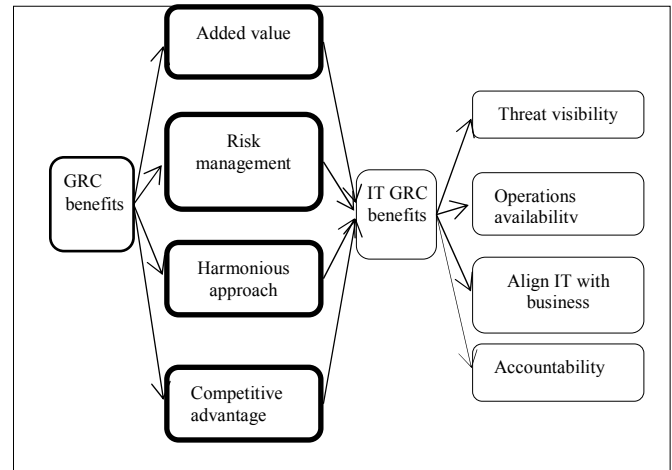 Added value
Risk
management
GRC
benefits
Harmonious
approach
Competitive
advantage
IT GRC
benefits
Threat visibility
Operations
availability
Align IT with
business
Accountability